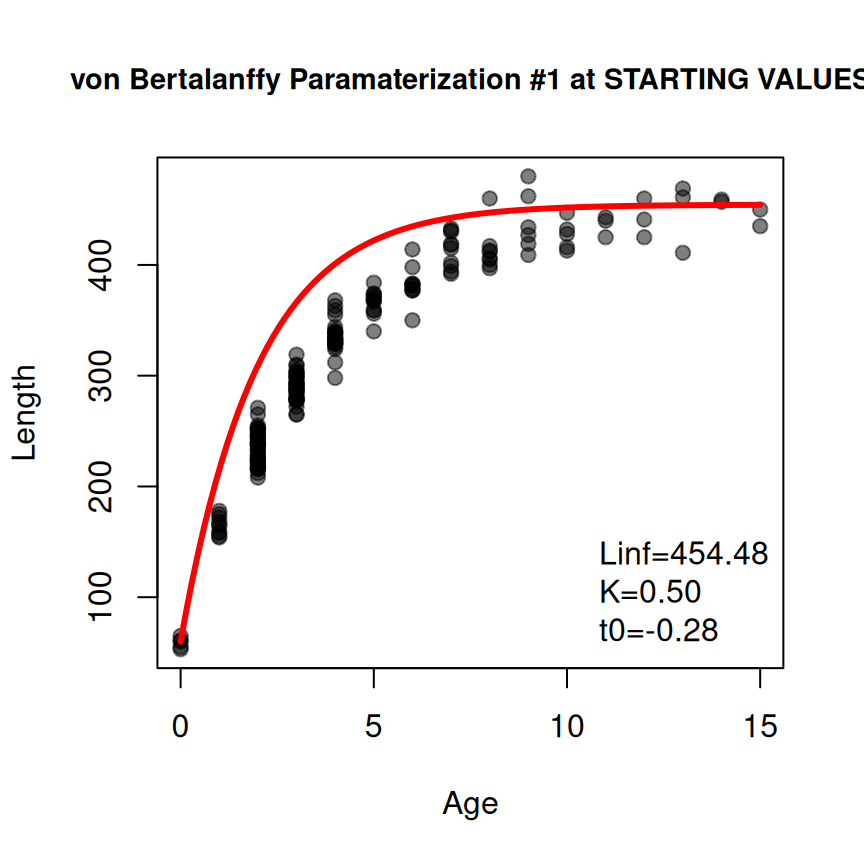 von Bertalanffy Paramaterization #1 at STARTING VALUES
Length
400
300
200
100
Linf=454.48
K=0.50
t0=-0.28
0 5 10 15
Age